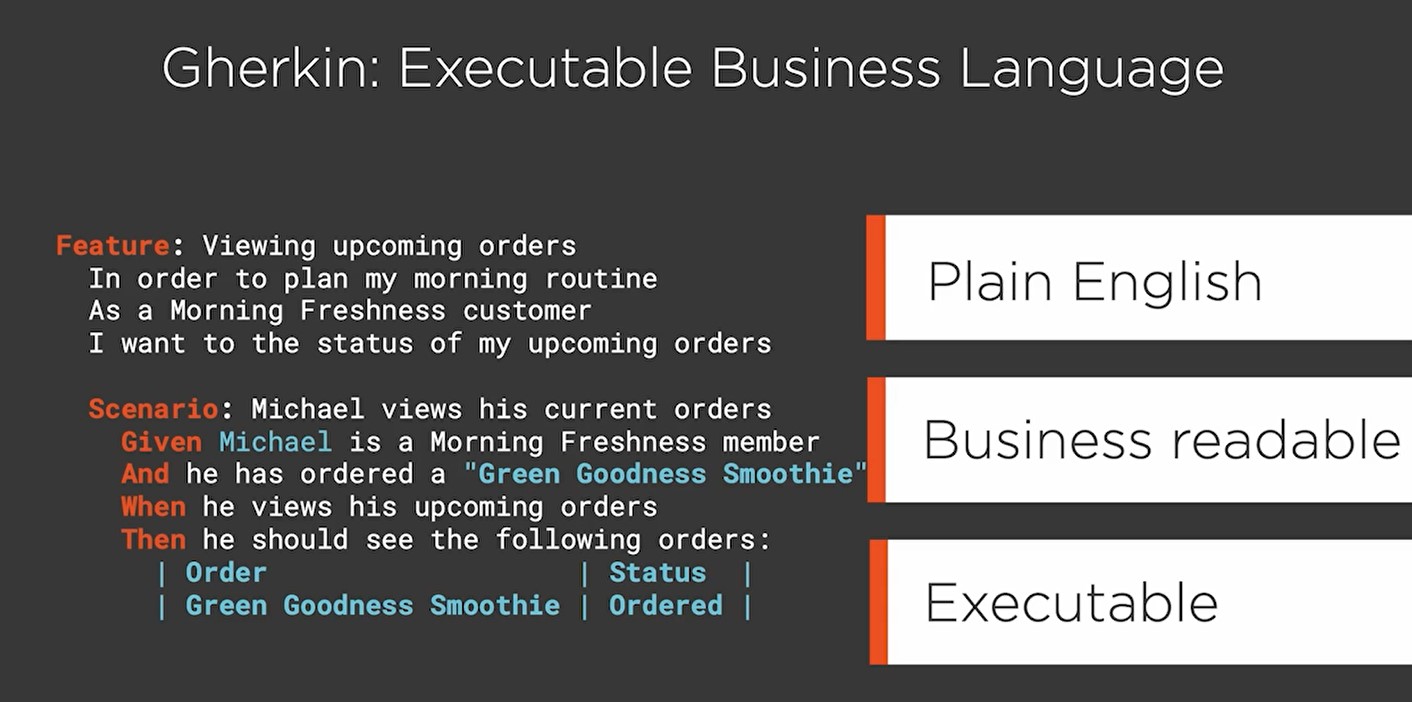 Gherkin: Executable Business Language
Feature: Viewing upcoming orders
In order to plan my morning routine
As a Morning Freshness customer
I want to the status of my upcoming orders
Scenario: Michael views his current orders
Given Michael is a Morning Freshness member
And he has ordered a "Green Goodness Smoothie"
When he views his upcoming orders
Then he should see the following orders:
| Order | Status |
| Green Goodness Smoothie | Ordered |
Plain English
Business readable
Executable